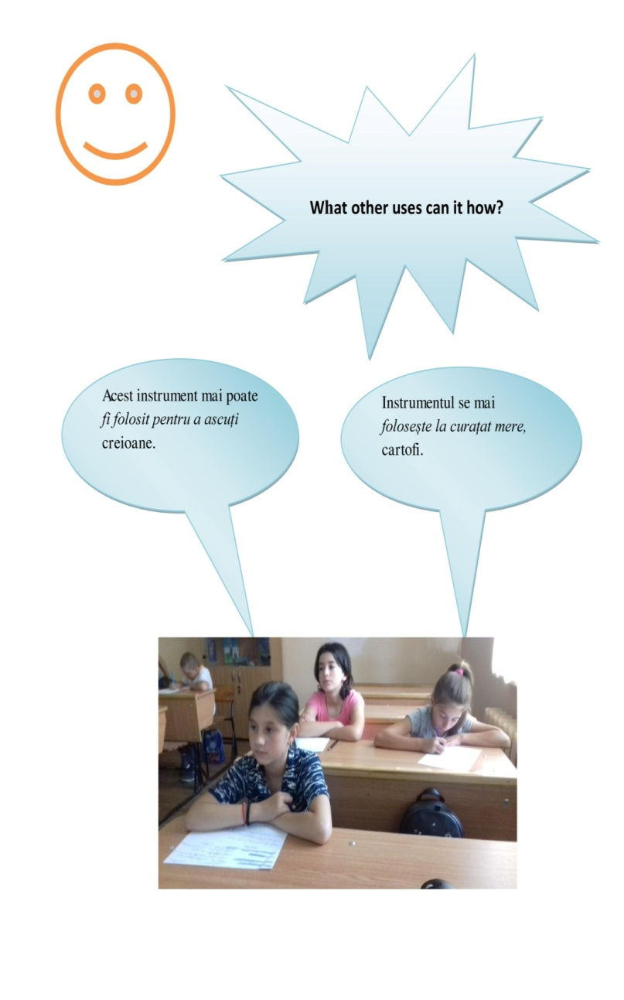 What other uses can it how?
Acest instrument mai poate
fi folosit pentru a ascuți
creioane.
Instrumentul se mai
folosește la curațat mere,
cartofi.